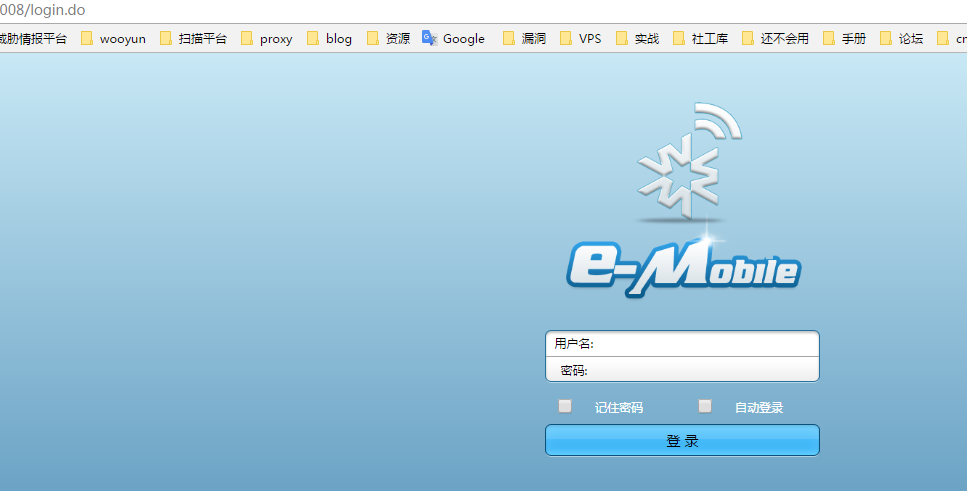 008/login.do
威胁情报平台 wooyun 扫描平台 proxy blog 资源 Google 漏洞 VPS 实战 社工库 还不会用 手册 论坛 cn
e-Mobile
用户名:
密码:
记住密码 自动登录
登 录